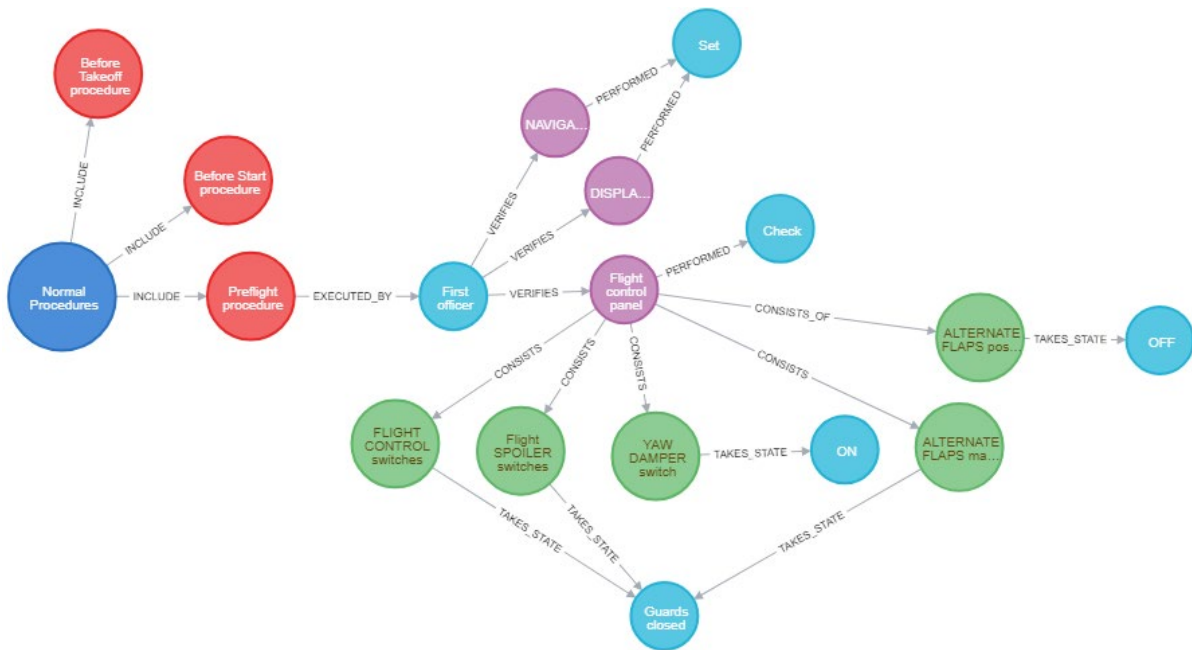 Before
Takeoff
procedure
Set
PERFORMED
NAVIGA...
PERFORMED
INCLUDE
Before Start
procedure
DISPLA...
VERIFIES
INCLUDE
VERIFIES
Check
PERFORMED
Normal
Procedures
INCLUDE
Preflight
procedure
EXECUTED_BY
First
officer
VERIFIES
Flight
control
panel
CONSISTS_OF
ALTERNATE
FLAPS pos...
TAKES_STATE
OFF
CONSISTS
CONSISTS
CONSISTS
CONSISTS
FLIGHT
CONTROL
switches
Flight
SPOILER
switches
YAW
DAMPER
switch
TAKES_STATE
ON
ALTERNATE
FLAPS ma...
TAKES_STATE
TAKES_STATE
TAKES_STATE
Guards
closed